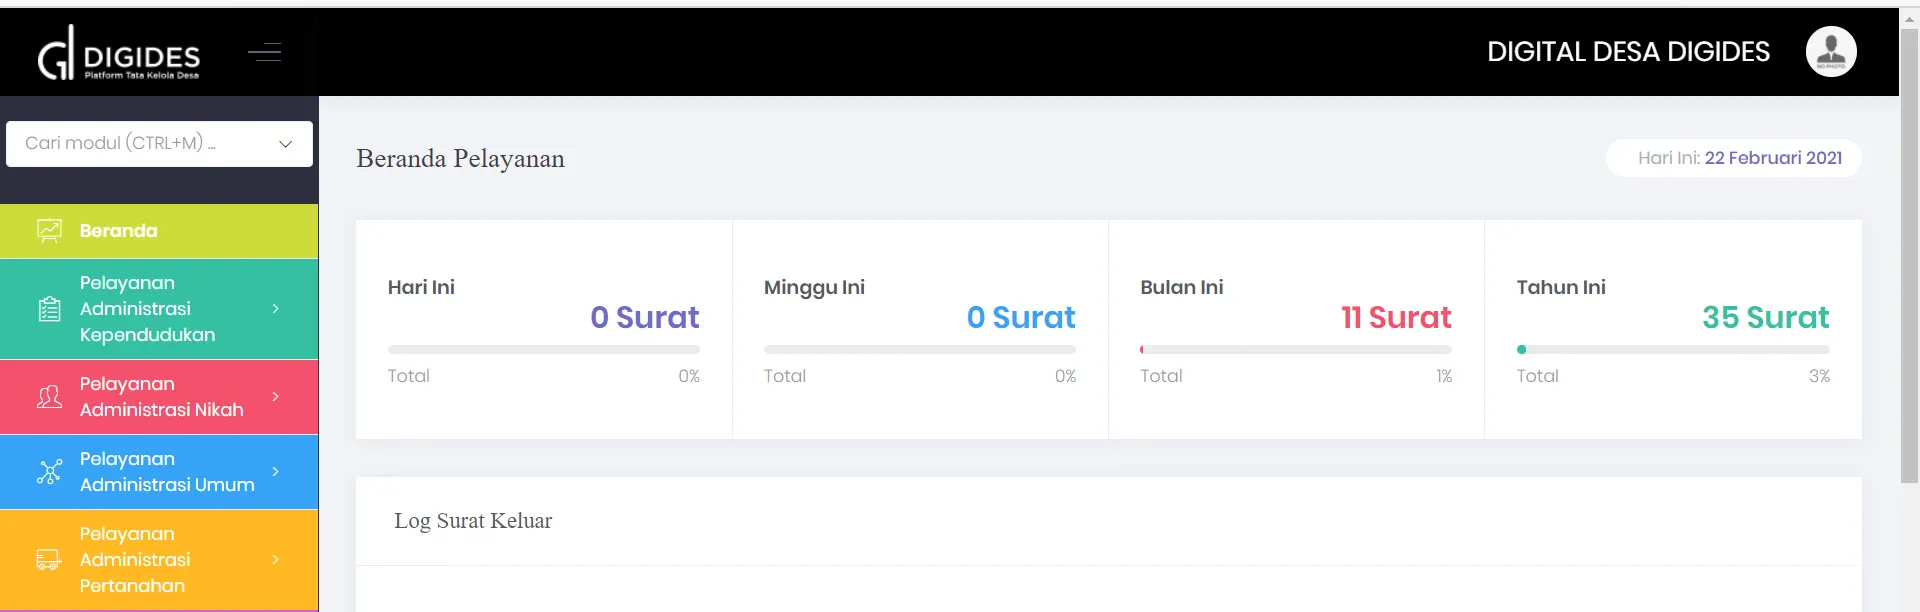 DIGIDES
Platform Tata Kelola Desa
DIGITAL DESA DIGIDES
NO PHOTO
Cari modul (CTRL+M) ...
Beranda
Pelayanan
Administrasi
Kependudukan
Pelayanan
Administrasi Nikah
Pelayanan
Administrasi Umum
Pelayanan
Administrasi
Pertanahan
Beranda Pelayanan
Hari Ini: 22 Februari 2021
Hari Ini
0 Surat
Total 0%
Minggu Ini
0 Surat
Total 0%
Bulan Ini
11 Surat
Total 1%
Tahun Ini
35 Surat
Total 3%
Log Surat Keluar